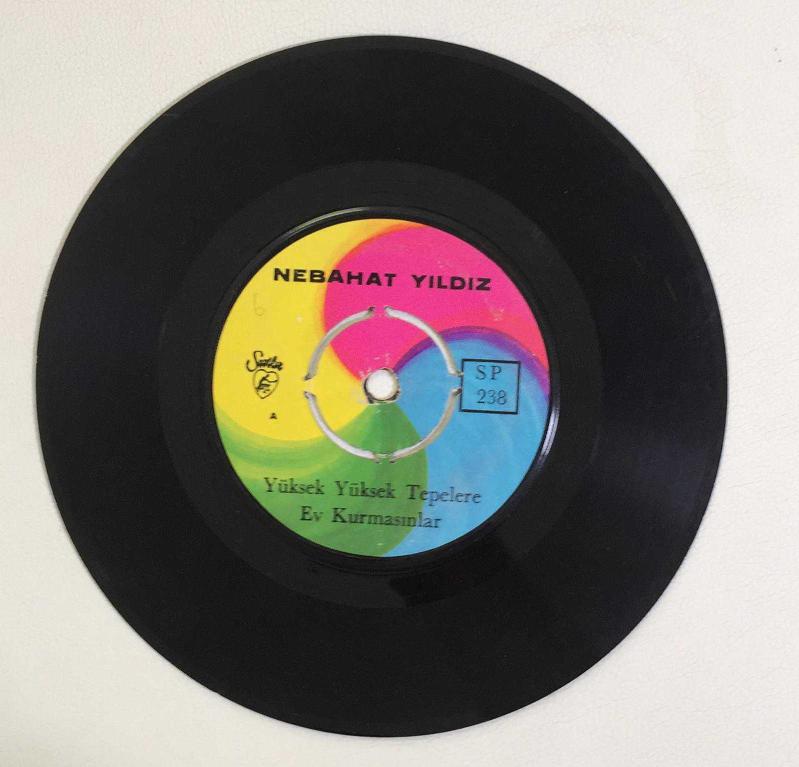 NEBAHAT YILDIZ
SP
238
A
Yüksek Yüksek Tepelere
Ev Kurmasınlar